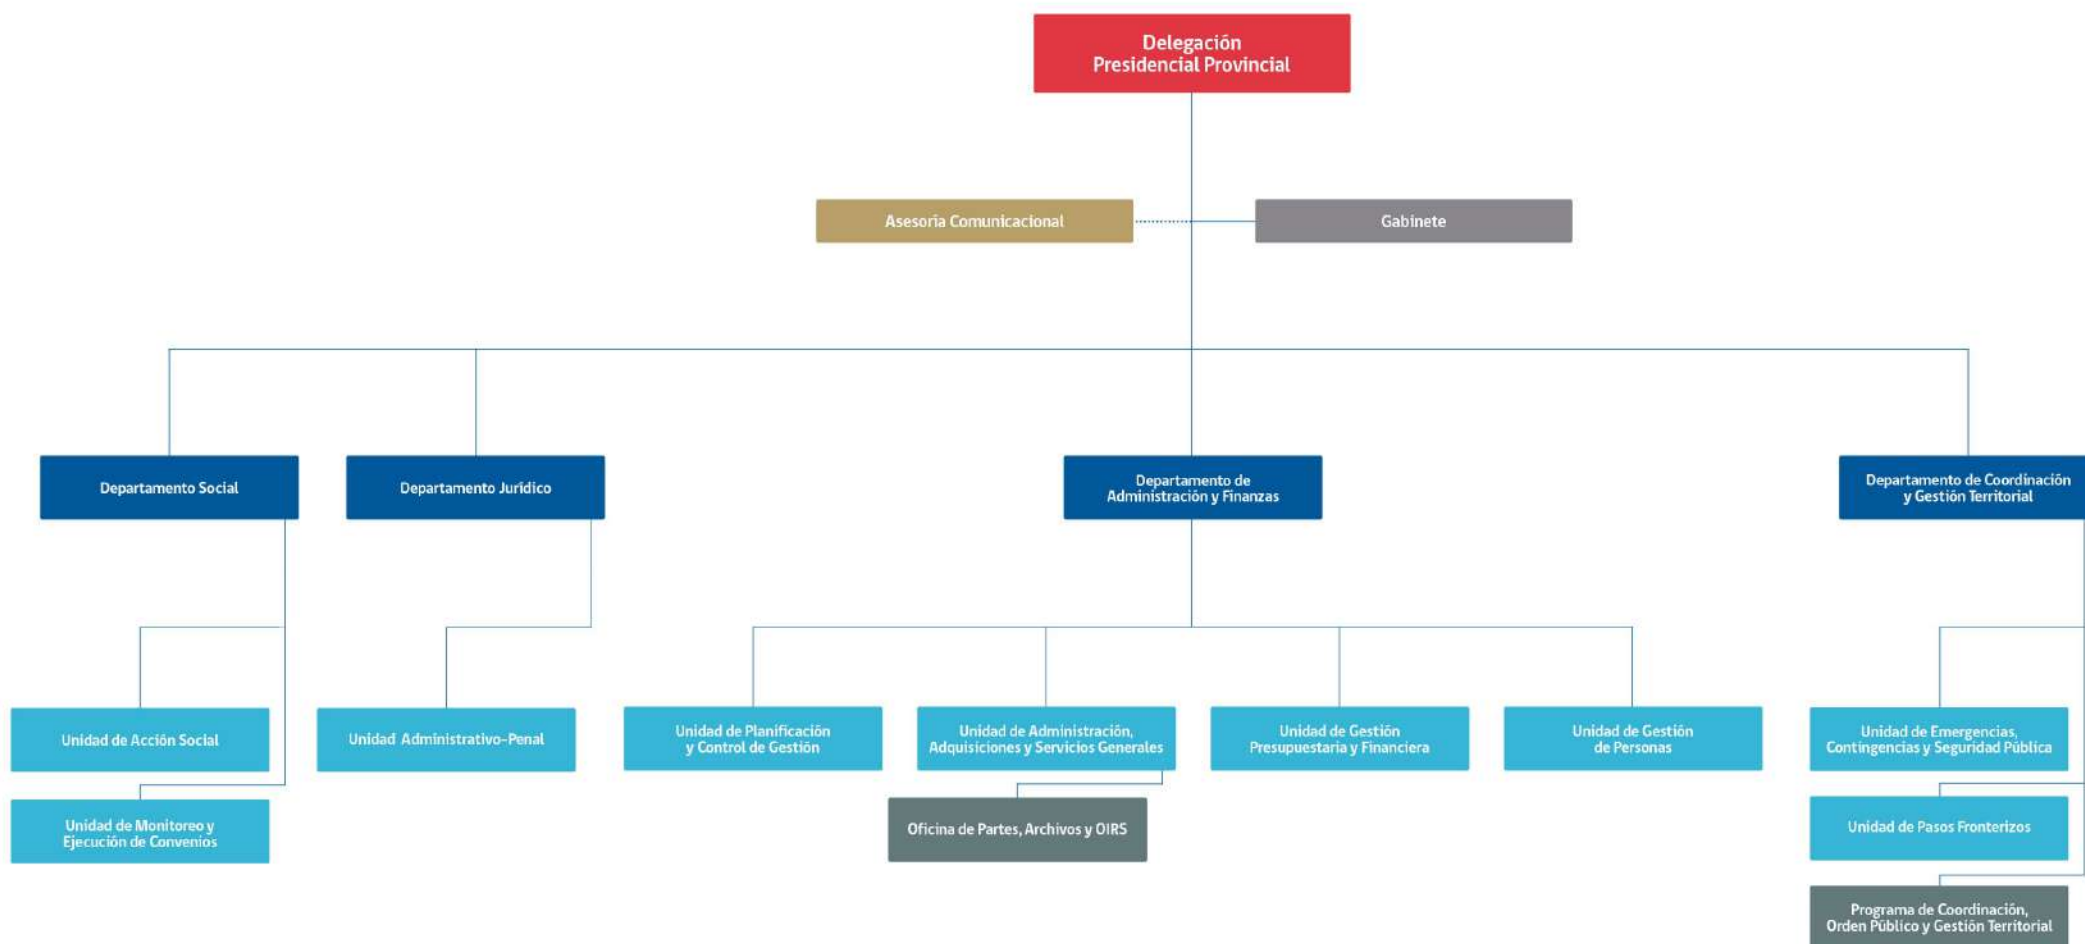 Delegación
Presidencial Provincial
Asesoría Comunicacional
Gabinete
Departamento Social
Departamento Jurídico
Departamento de
Administración y Finanzas
Departamento de Coordinación
y Gestión Territorial
Unidad de Acción Social
Unidad Administrativo-Penal
Unidad de Planificación
y Control de Gestión
Unidad de Administración,
Adquisiciones y Servicios Generales
Unidad de Gestión
Presupuestaria y Financiera
Unidad de Gestión
de Personas
Unidad de Emergencias,
Contingencias y Seguridad Pública
Unidad de Monitoreo y
Ejecución de Convenios
Oficina de Partes, Archivos y OIRS
Unidad de Pasos Fronterizos
Programa de Coordinación,
Orden Público y Gestión Territorial